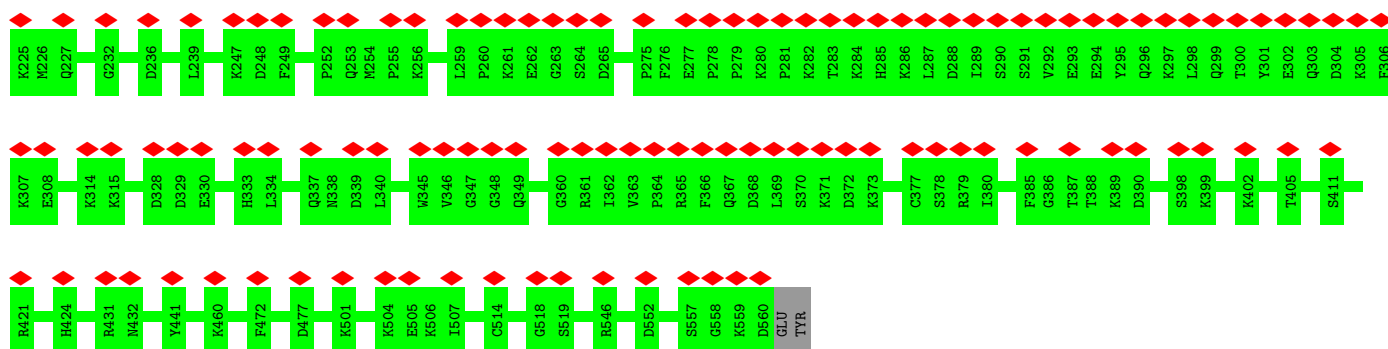 K225 M226 Q227 G232 D236 L239 K247 D248 F249 P252 Q253 M254 P255 K256 L259 P260 K261 E262 G263 S264 D265 P275 F276 E277 P278 P279 K280 P281 K282 T283 K284 H285 K286 L287 D288 I289 S290 S291 V292 E293 E294 Y295 Q296 K297 L298 Q299 T300 Y301 E302 Q303 D304 K305 F306
K307 E308 K314 K315 D328 D329 E330 H333 L334 Q337 N338 D339 L340 W345 V346 G347 G348 Q349 G360 R361 I362 V363 P364 R365 F366 Q367 D368 L369 S370 K371 D372 K373 C377 S378 R379 I380 F385 G386 T387 T388 K389 D390 S398 K399 K402 T405 S411
R421 H424 R431 N432 Y441 K460 F472 D477 K501 K504 E505 K506 I507 C514 G518 S519 R546 D552 S557 G558 K559 D560 GLU TYR